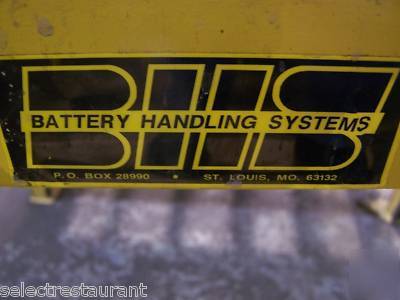 BHS
BATTERY HANDLING SYSTEMS
P.O. BOX 28990 • ST. LOUIS, MO. 63132
selectrestaurant